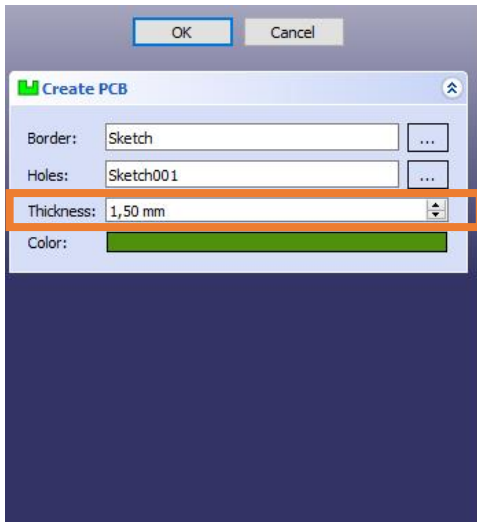 OK Cancel
Create PCB
Border: Sketch ...
Holes: Sketch001 ...
Thickness: 1,50 mm
Color: